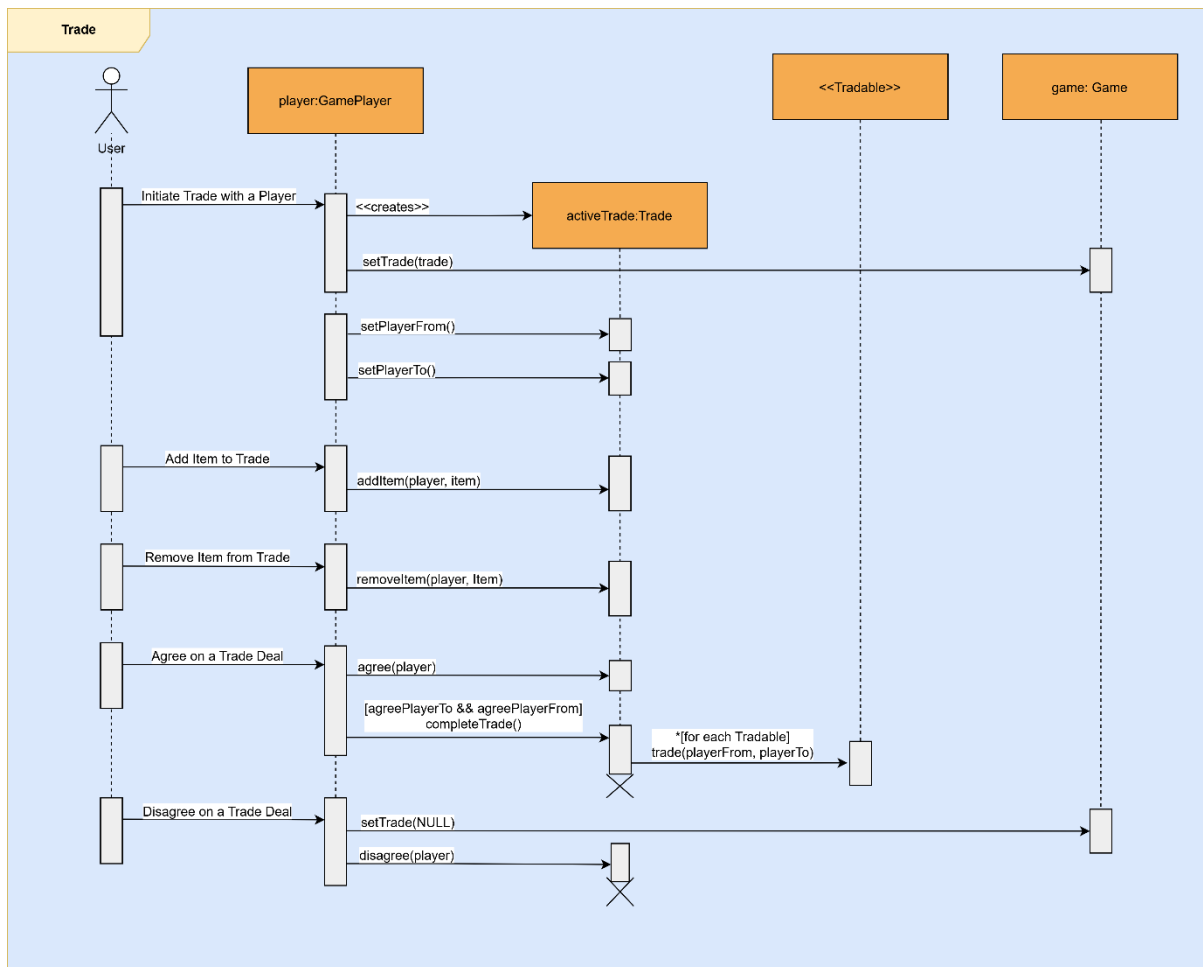 Trade
User
player:GamePlayer
<<Tradable>>
game: Game
Initiate Trade with a Player
<<creates>>
activeTrade:Trade
setTrade(trade)
setPlayerFrom()
setPlayerTo()
Add Item to Trade
addItem(player, item)
Remove Item from Trade
removeItem(player, Item)
Agree on a Trade Deal
agree(player)
[agreePlayerTo && agreePlayerFrom]
completeTrade()
*[for each Tradable]
trade(playerFrom, playerTo)
Disagree on a Trade Deal
setTrade(NULL)
disagree(player)